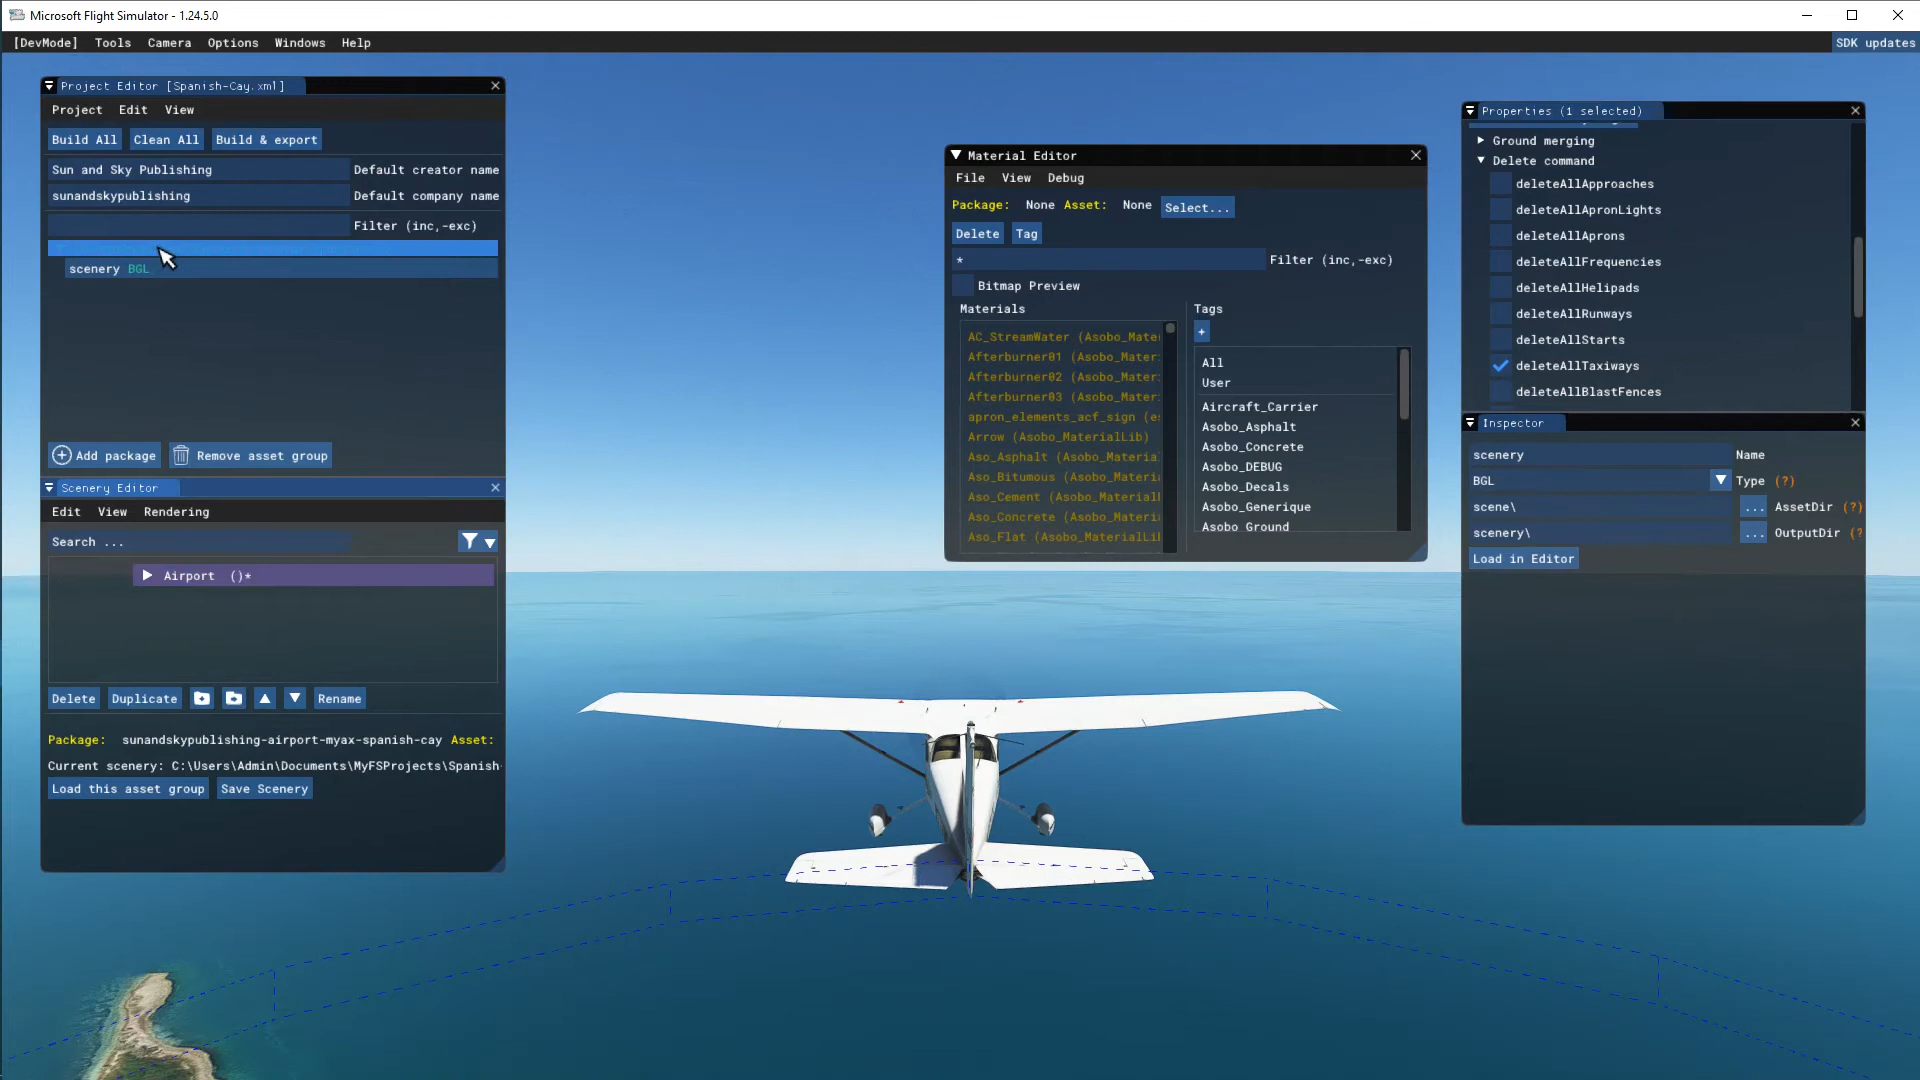 Microsoft Flight Simulator - 1.24.5.0
[DevMode] Tools Camera Options Windows Help
SDK updates
Project Editor [Spanish-Cay.xml]
Project Edit View
Build All Clean All Build & export
Sun and Sky Publishing Default creator name
sunandskypublishing Default company name
Filter (inc,-exc)
scenery BGL
Add package Remove asset group
Scenery Editor
Edit View Rendering
Search ...
Airport ()*
Delete Duplicate Rename
Package: sunandskypublishing-airport-myax-spanish-cay Asset:
Current scenery: C:\Users\Admin\Documents\MyFSProjects\Spanish-
Load this asset group Save Scenery
Material Editor
File View Debug
Package: None Asset: None Select...
Delete Tag
* Filter (inc,-exc)
Bitmap Preview
Materials
AC_StreamWater (Asobo_Mate
Afterburner01 (Asobo_Mater
Afterburner02 (Asobo_Mater
Afterburner03 (Asobo_Mater
apron_elements_acf_sign (e
Arrow (Asobo_MaterialLib)
Aso_Asphalt (Asobo_Materia
Aso_Bitumous (Asobo_Materi
Aso_Cement (Asobo_Material
Aso_Concrete (Asobo_Materi
Aso_Flat (Asobo_MaterialLi
Tags
+
All
User
Aircraft_Carrier
Asobo_Asphalt
Asobo_Concrete
Asobo_DEBUG
Asobo_Decals
Asobo_Generique
Asobo_Ground
Properties (1 selected)
Ground merging
Delete command
deleteAllApproaches
deleteAllApronLights
deleteAllAprons
deleteAllFrequencies
deleteAllHelipads
deleteAllRunways
deleteAllStarts
deleteAllTaxiways
deleteAllBlastFences
Inspector
scenery Name
BGL Type (?)
scene\ ... AssetDir (?)
scenery\ ... OutputDir (?
Load in Editor